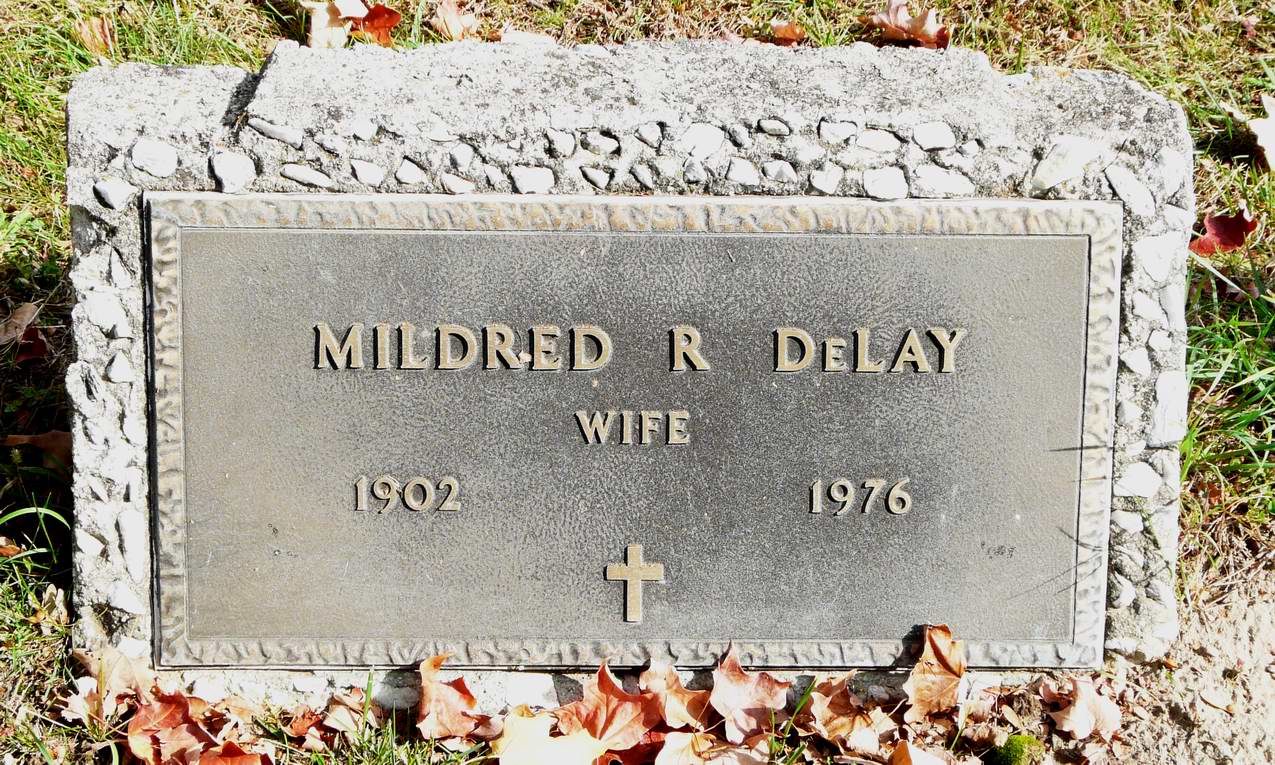 MILDRED R DeLAY
WIFE
1902 1976